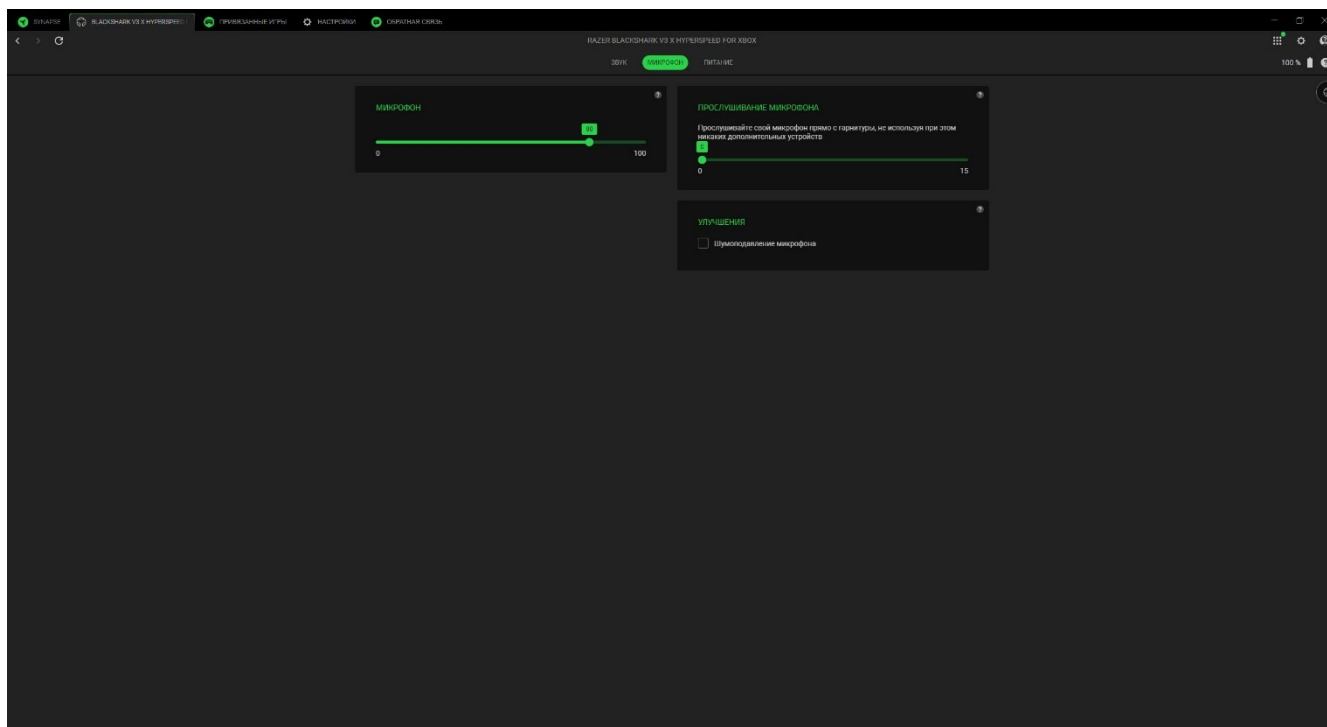 SYNAPSE
BLACKSHARK V3 X HYPERSPEED
ПРИВЯЗАННЫЕ ИГРЫ
НАСТРОЙКИ
ОБРАТНАЯ СВЯЗЬ
RAZER BLACKSHARK V3 X HYPERSPEED FOR XBOX
ЗВУК
МИКРОФОН
ПИТАНИЕ
100 %
МИКРОФОН
0
100
ПРОСЛУШИВАНИЕ МИКРОФОНА
Прослушивайте свой микрофон прямо с гарнитуры, не используя при этом
никаких дополнительных устройств
0
0
15
УЛУЧШЕНИЯ
Шумоподавление микрофона